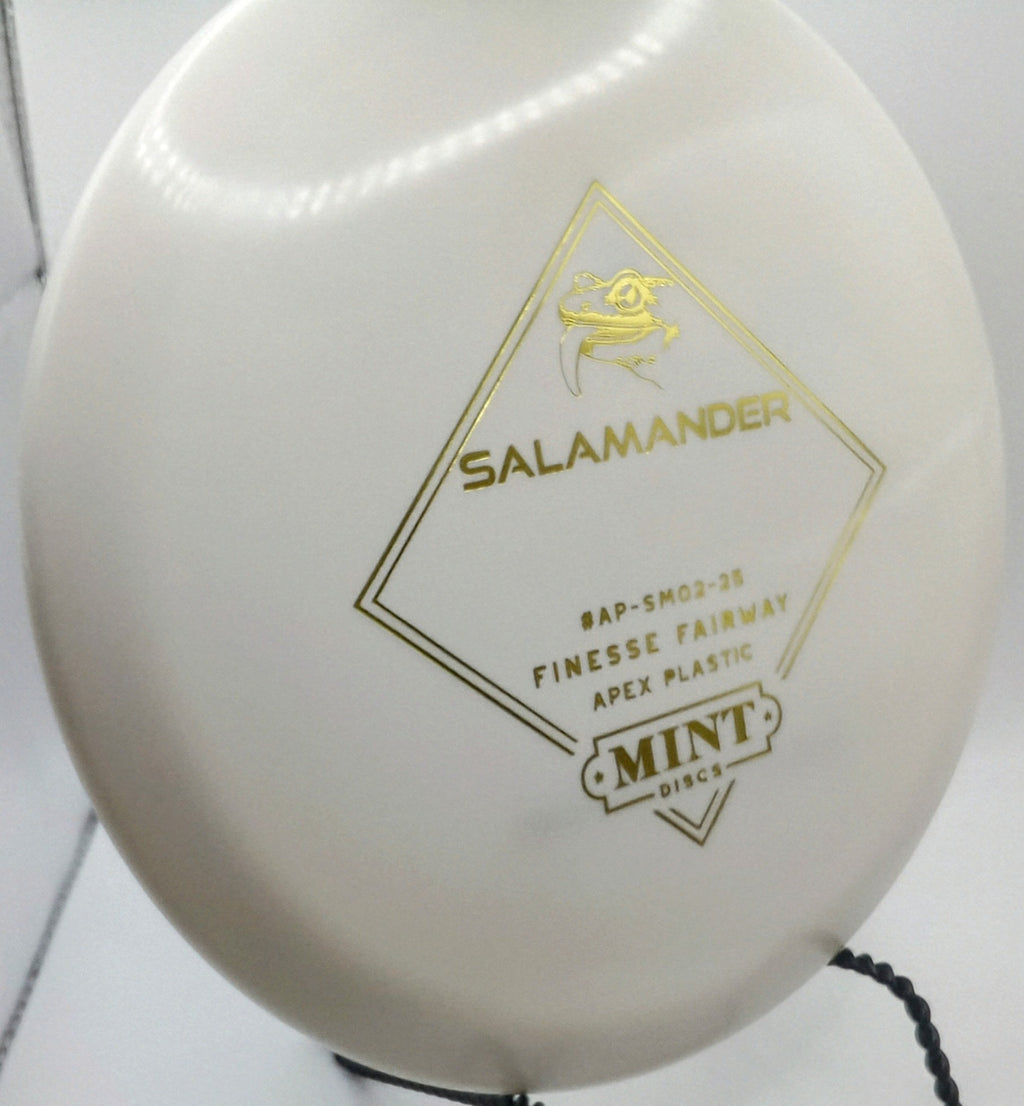 SALAMANDER
#AP-SM02-25
FINESSE FAIRWAY
APEX PLASTIC
MINT
DISCS